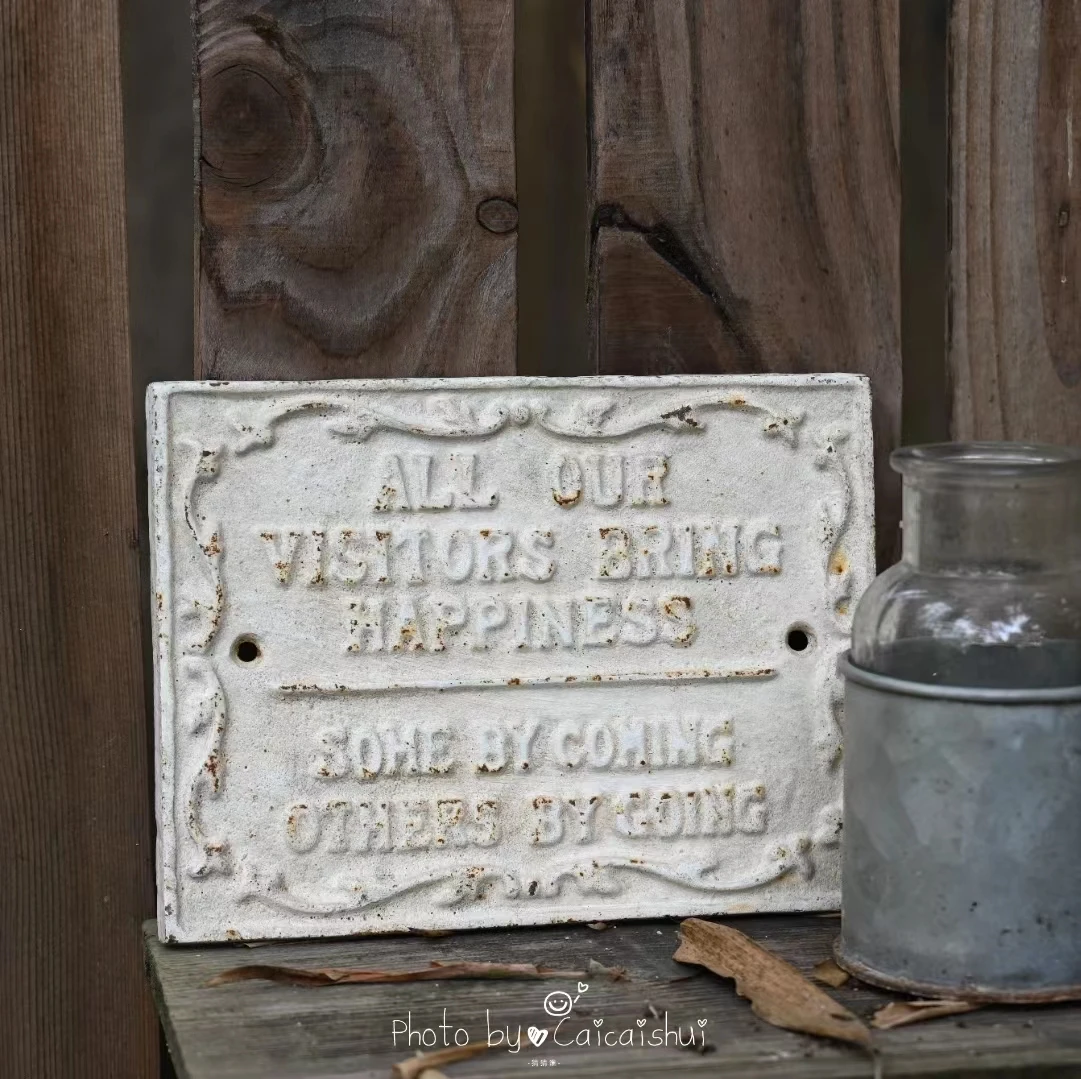 ALL OUR
VISITORS BRING
HAPPINESS
SOME BY COMING
OTHERS BY GOING
Photo by Caicaishui